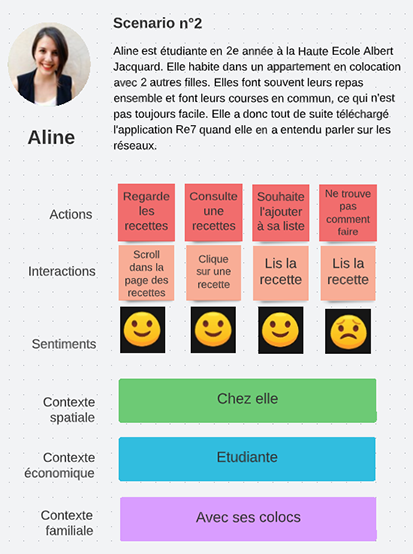 Scenario n°2
Aline est étudiante en 2e année à la Haute Ecole Albert
Jacquard. Elle habite dans un appartement en colocation
avec 2 autres filles. Elles font souvent leurs repas
ensemble et font leurs courses en commun, ce qui n'est
pas toujours facile. Elle a donc tout de suite téléchargé
l'application Re7 quand elle en a entendu parler sur les
réseaux.
Aline
Actions
Regarde
les
recettes
Consulte
une
recettes
Souhaite
l'ajouter
à sa liste
Ne trouve
pas
comment
faire
Interactions
Scroll
dans la
page des
recettes
Clique
sur une
recette
Lis la
recette
Lis la
recette
Sentiments
Contexte
spatiale
Chez elle
Contexte
économique
Etudiante
Contexte
familiale
Avec ses colocs